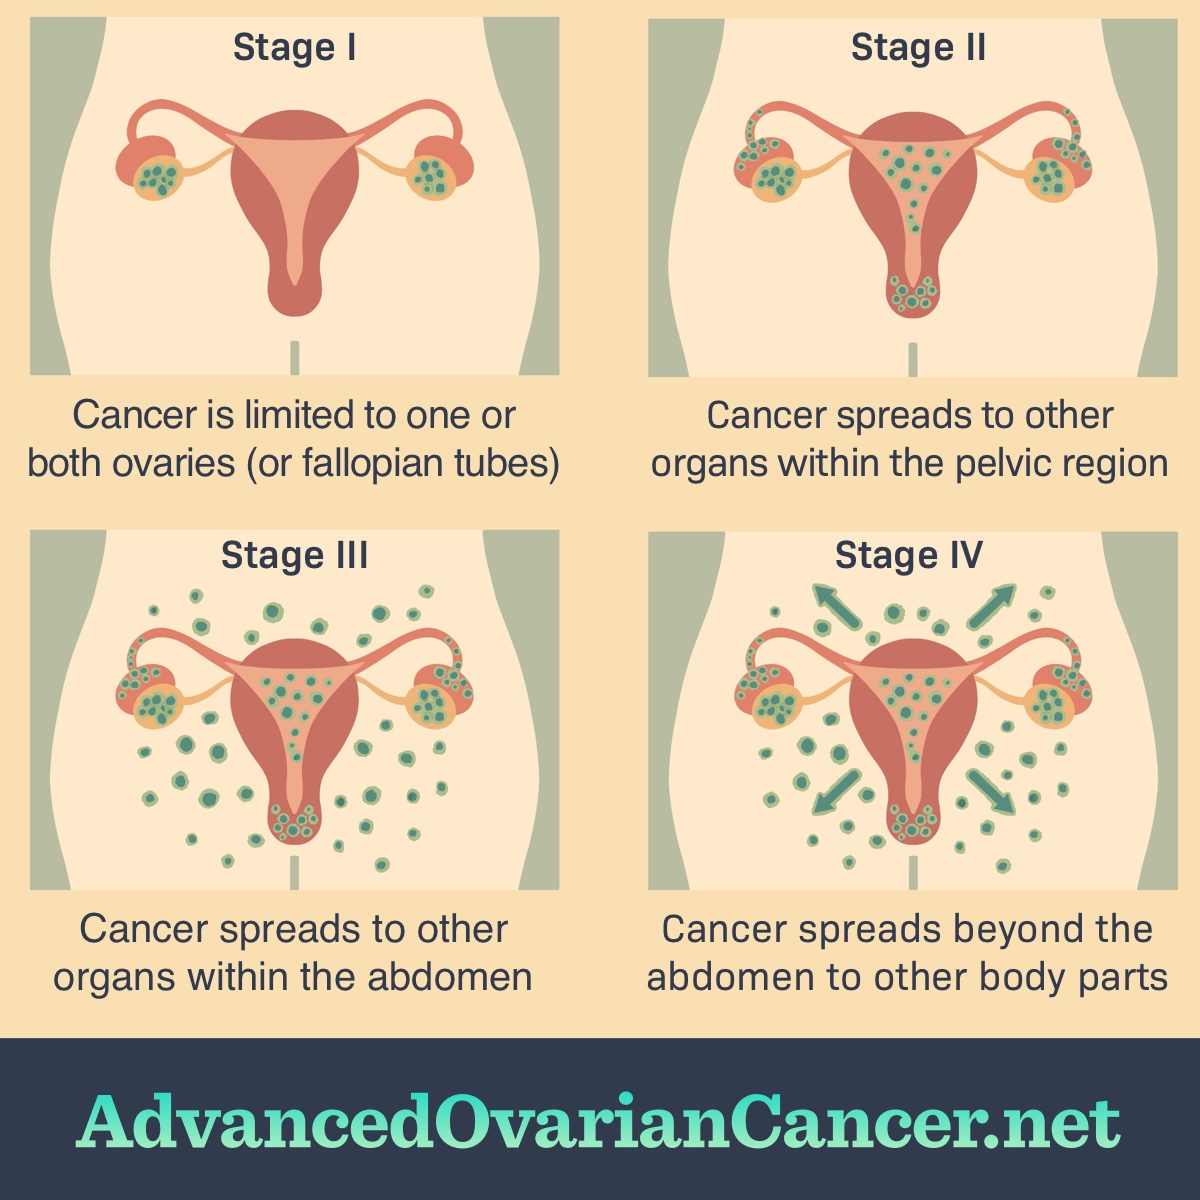 Stage I
Cancer is limited to one or
both ovaries (or fallopian tubes)
Stage II
Cancer spreads to other
organs within the pelvic region
Stage III
Cancer spreads to other
organs within the abdomen
Stage IV
Cancer spreads beyond the
abdomen to other body parts
AdvancedOvarianCancer.net